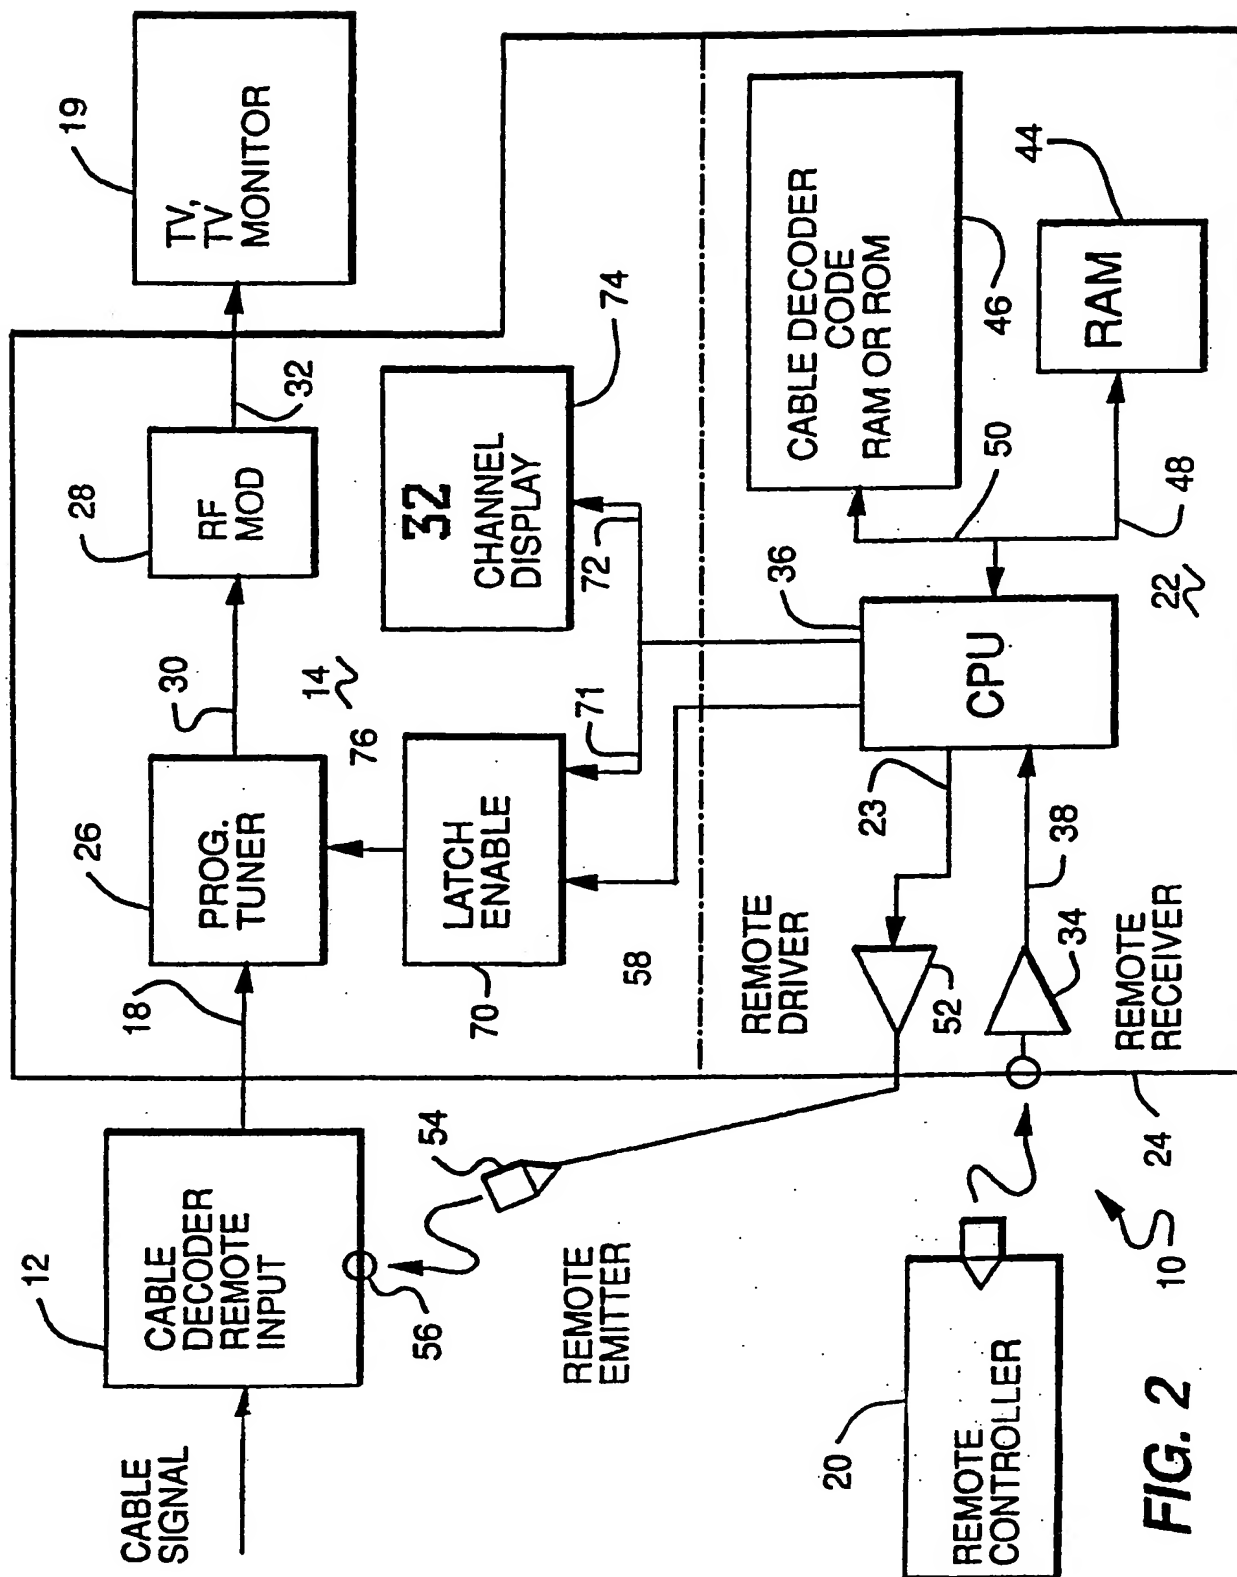 CABLE
SIGNAL
12
CABLE
DECODER
REMOTE
INPUT
56
18
26
PROG.
TUNER
30
28
RF
MOD
32
19
TV,
TV
MONITOR
14
76
70
LATCH
ENABLE
71
72
32
CHANNEL
DISPLAY
74
58
54
REMOTE
EMITTER
REMOTE
DRIVER
52
23
36
CPU
50
CABLE DECODER
CODE
RAM OR ROM
46
44
RAM
48
22
38
34
REMOTE
RECEIVER
24
10
20
REMOTE
CONTROLLER
FIG. 2